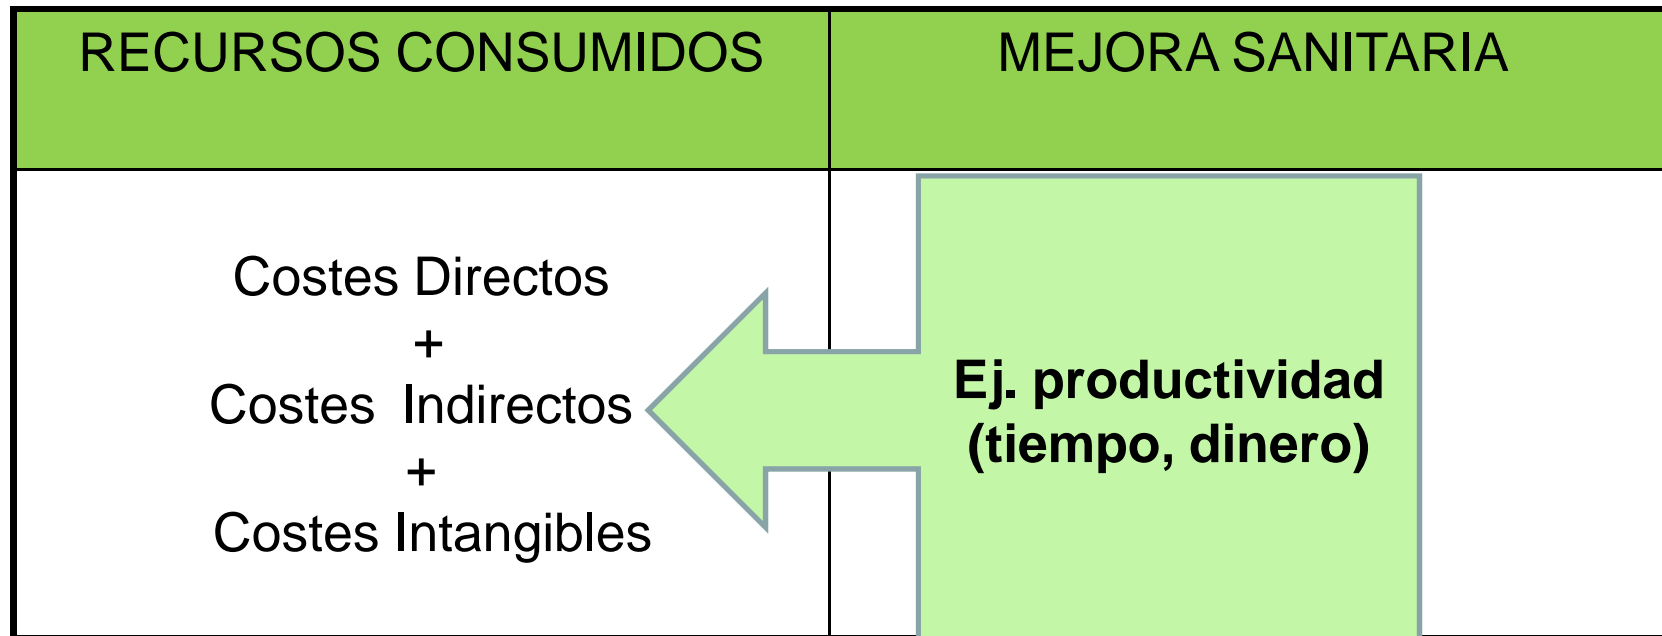 RECURSOS CONSUMIDOS
MEJORA SANITARIA
Costes Directos
+
Costes Indirectos
+
Costes Intangibles
Ej. productividad
(tiempo, dinero)